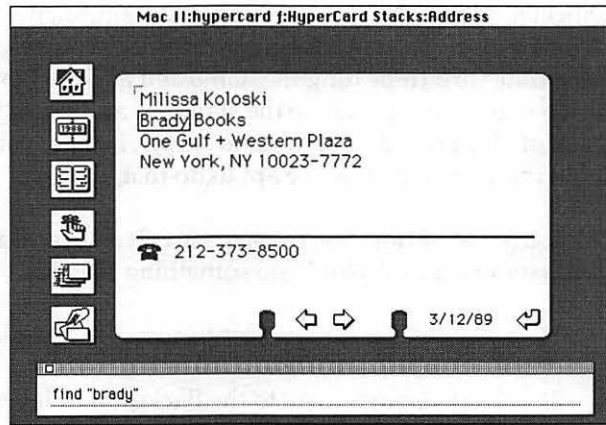 Mac II:hypercard ƒ:HyperCard Stacks:Address
1988
Milissa Koloski
Brady Books
One Gulf + Western Plaza
New York, NY 10023-7772
212-373-8500
3/12/89
find "brady"